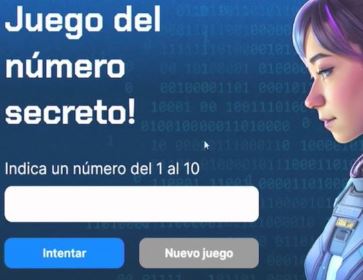 Juego del
número
secreto!
Indica un número del 1 al 10
Intentar
Nuevo juego